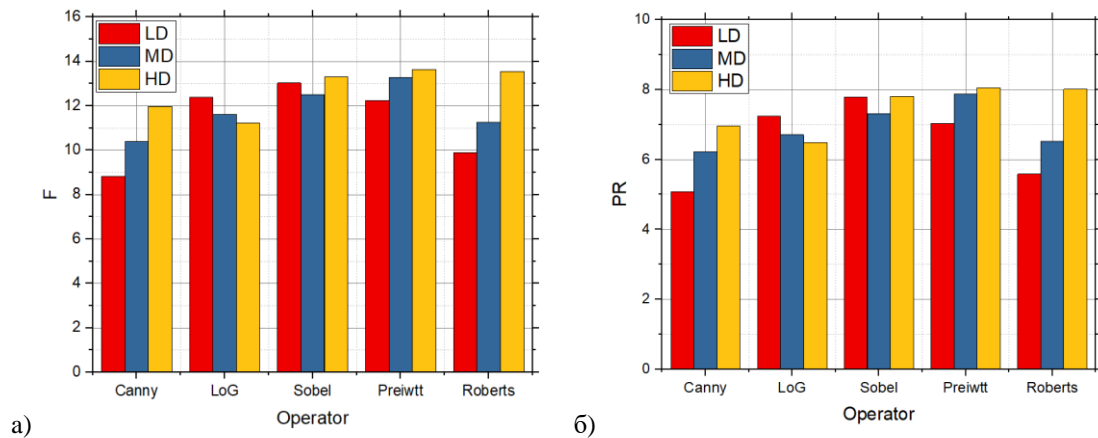 16
14
12
10
8
6
4
2
0
F
LD
MD
HD
Canny LoG Sobel Preiwtt Roberts
Operator
а)
10
8
6
4
2
0
PR
LD
MD
HD
Canny LoG Sobel Preiwtt Roberts
Operator
б)